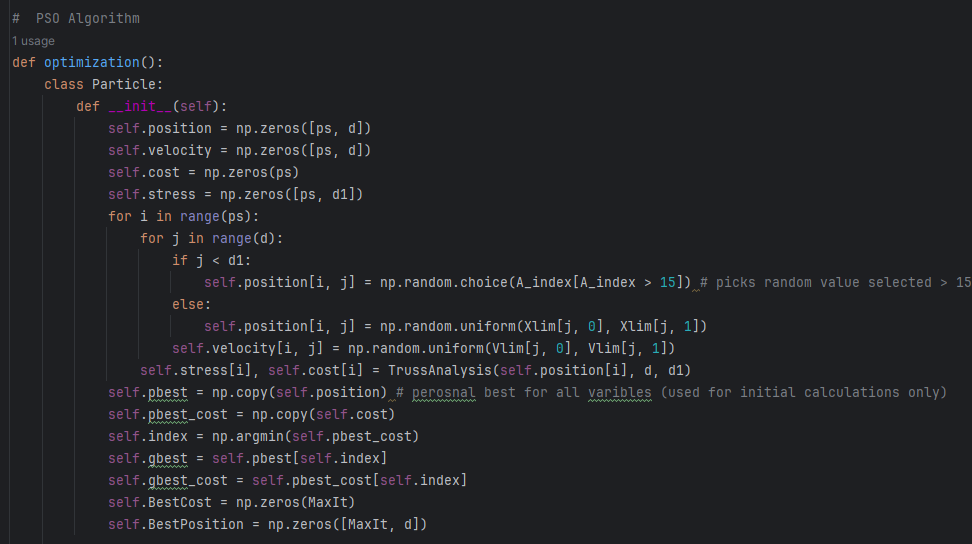 #  PSO Algorithm
1 usage
def optimization():
    class Particle:
        def __init__(self):
            self.position = np.zeros([ps, d])
            self.velocity = np.zeros([ps, d])
            self.cost = np.zeros(ps)
            self.stress = np.zeros([ps, d1])
            for i in range(ps):
                for j in range(d):
                    if j < d1:
                        self.position[i, j] = np.random.choice(A_index[A_index > 15]) # picks random value selected > 15
                    else:
                        self.position[i, j] = np.random.uniform(Xlim[j, 0], Xlim[j, 1])
                    self.velocity[i, j] = np.random.uniform(Vlim[j, 0], Vlim[j, 1])
                self.stress[i], self.cost[i] = TrussAnalysis(self.position[i], d, d1)
            self.pbest = np.copy(self.position) # perosnal best for all varibles (used for initial calculations only)
            self.pbest_cost = np.copy(self.cost)
            self.index = np.argmin(self.pbest_cost)
            self.gbest = self.pbest[self.index]
            self.gbest_cost = self.pbest_cost[self.index]
            self.BestCost = np.zeros(MaxIt)
            self.BestPosition = np.zeros([MaxIt, d])